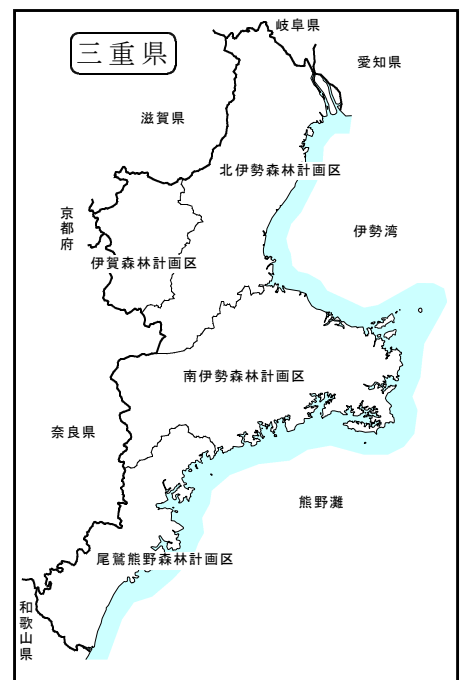 岐阜県
三重県
愛知県
滋賀県
北伊勢森林計画区
京都府
伊勢湾
伊賀森林計画区
南伊勢森林計画区
奈良県
熊野灘
尾鷲熊野森林計画区
和歌山県